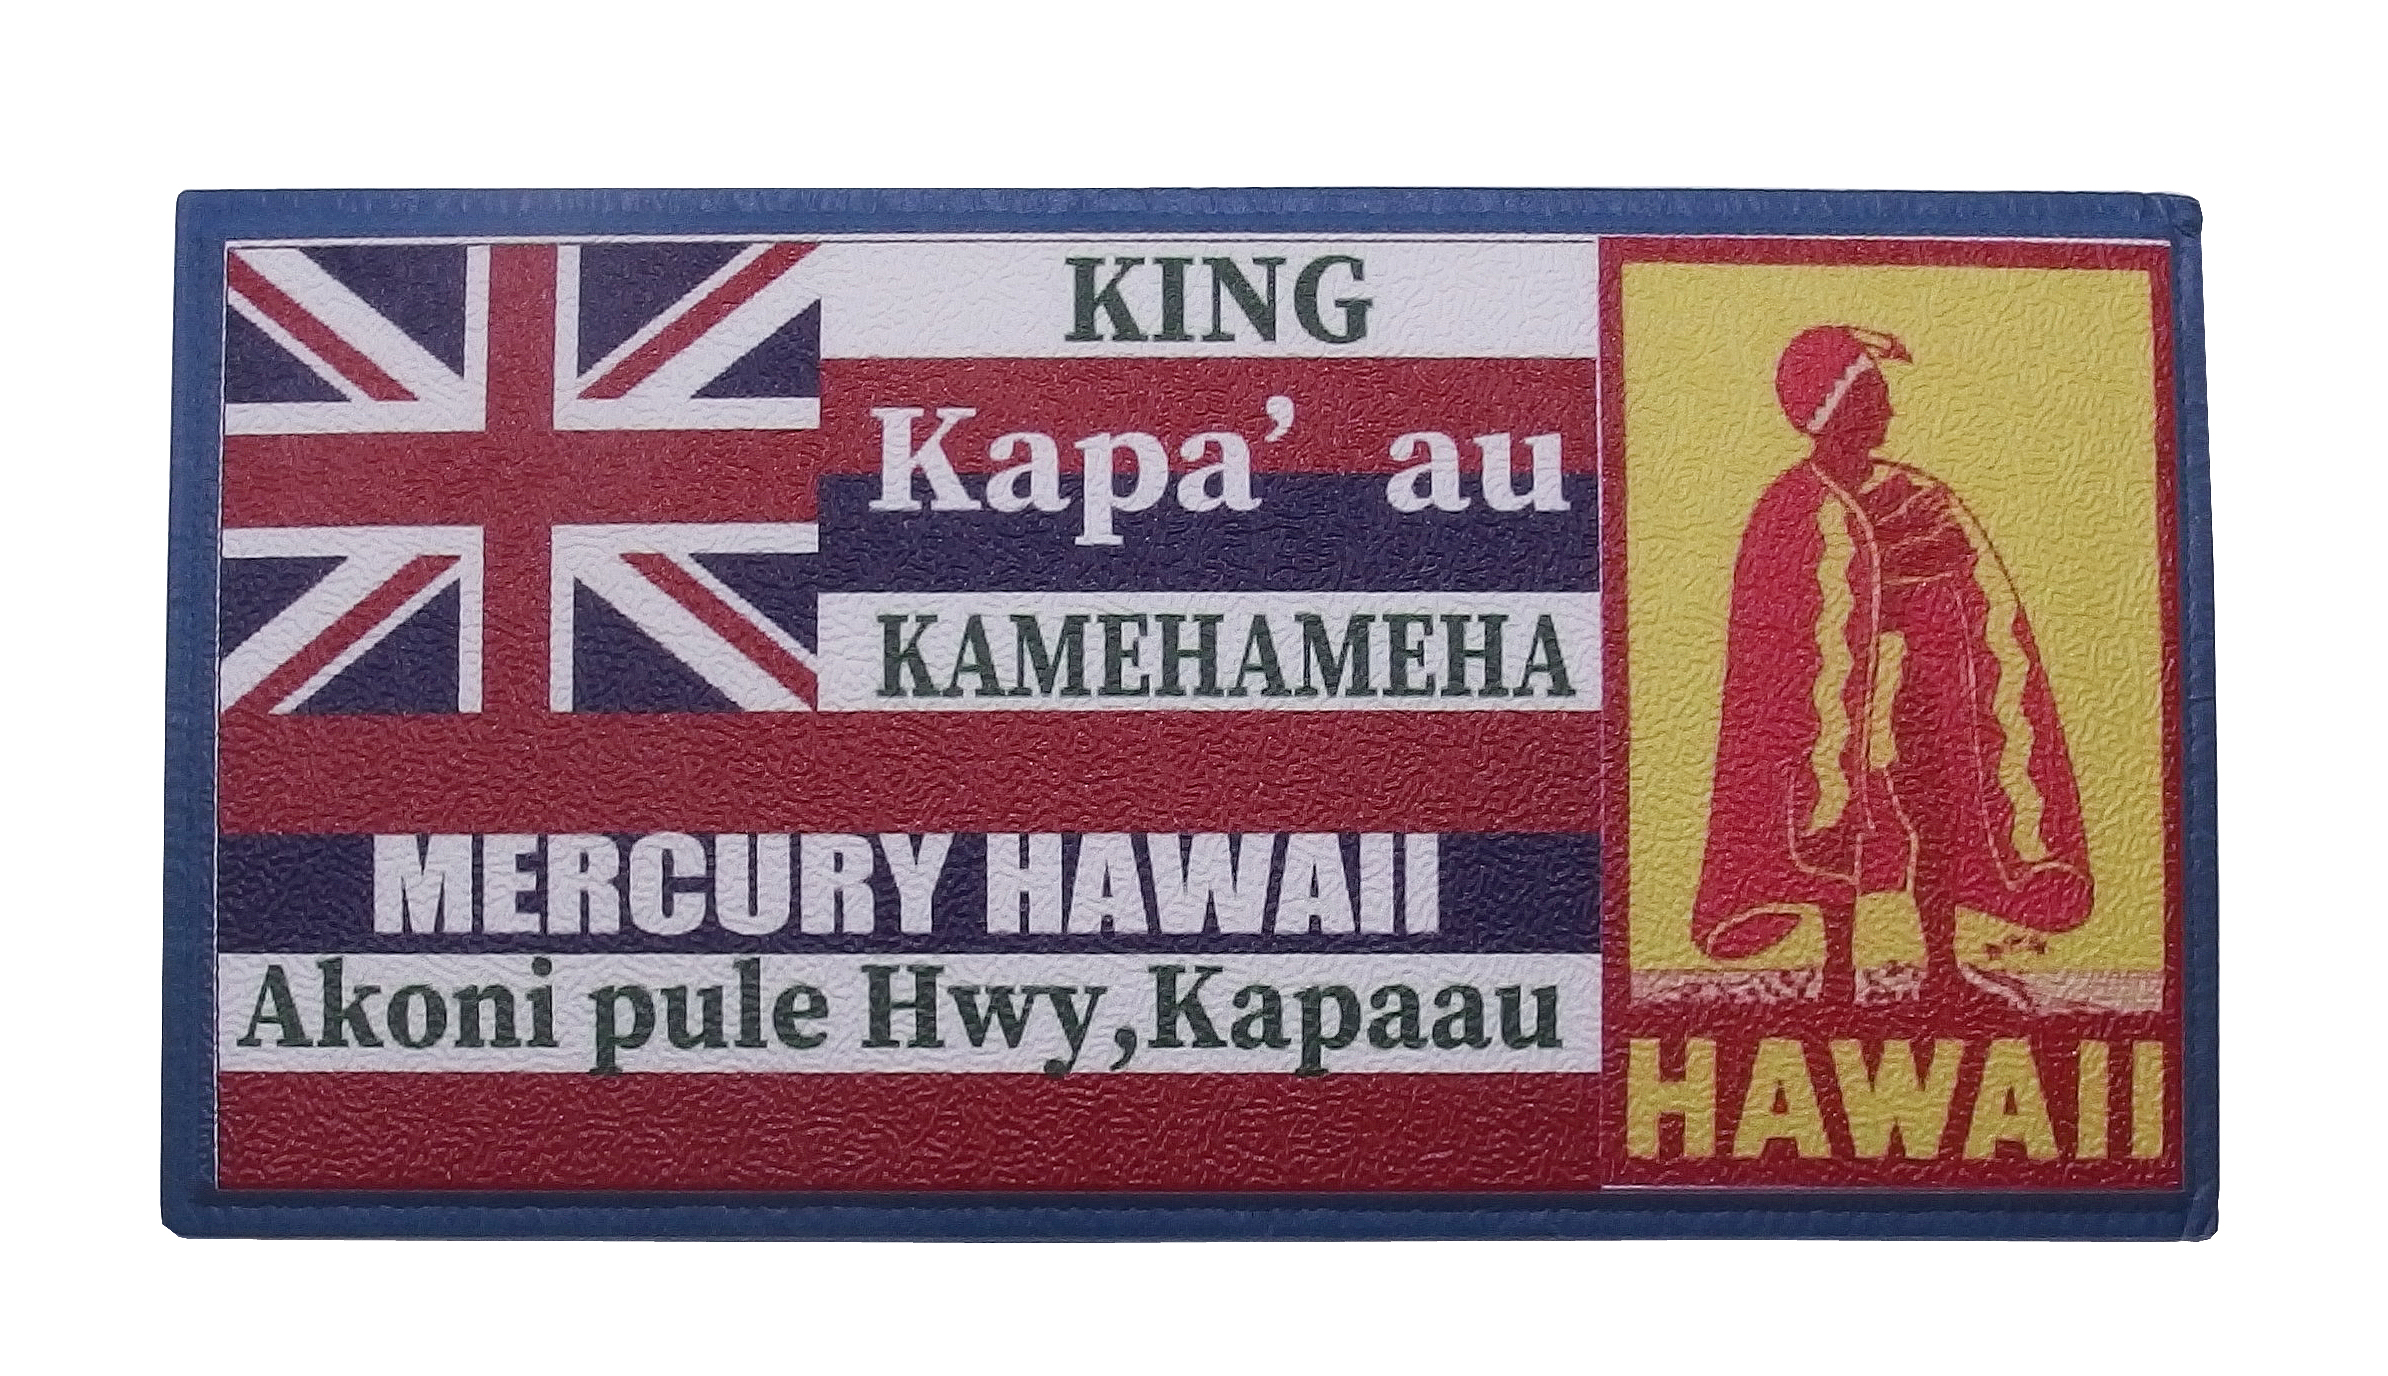 KING
Kapa’ au
KAMEHAMEHA
MERCURY HAWAII
Akoni pule Hwy,Kapaau
HAWAII